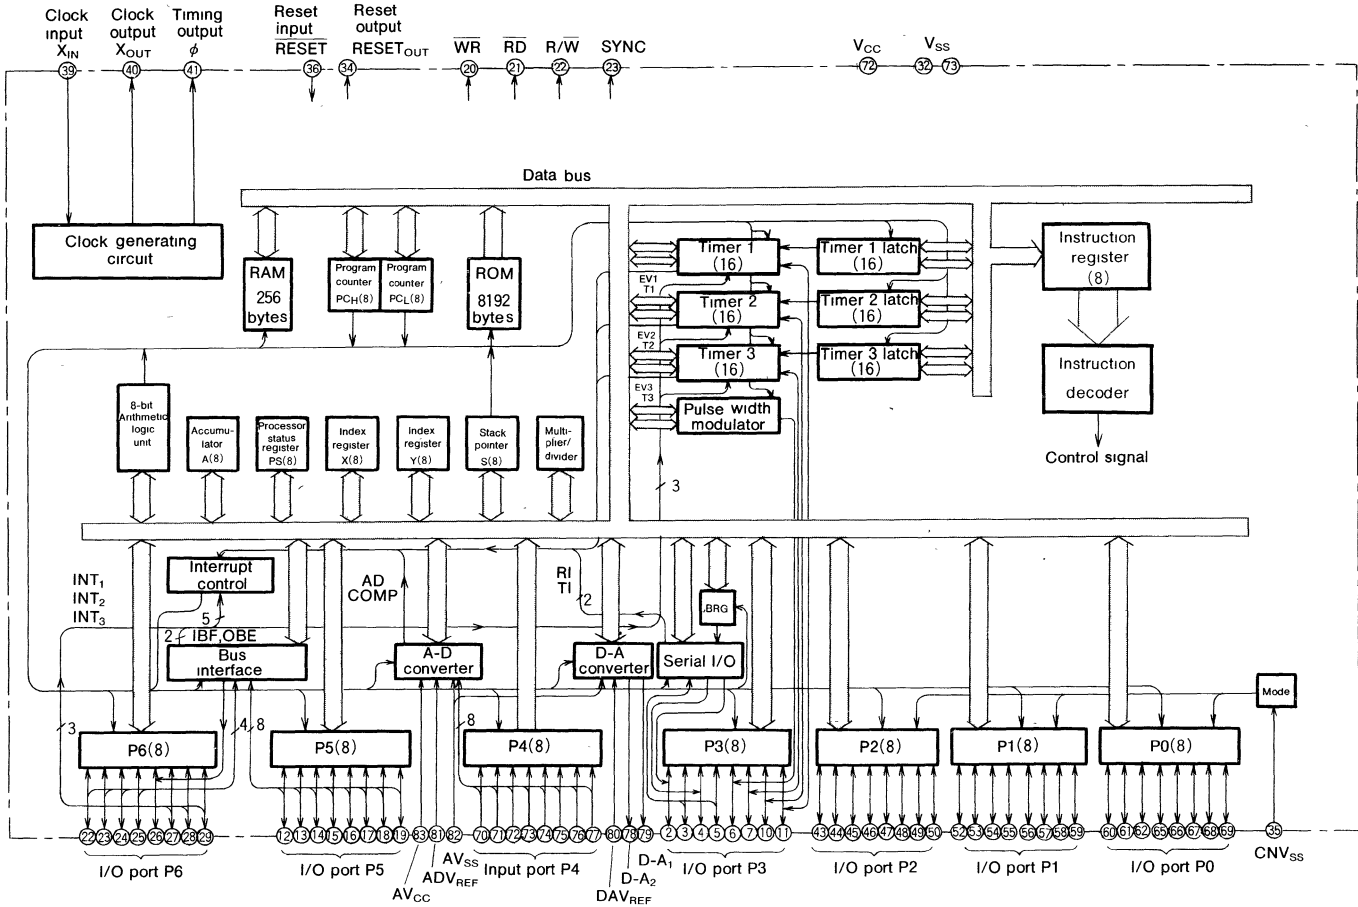 Clock input XIN
Clock output XOUT
Timing output ϕ
Reset input RESET
Reset output RESETOUT
WR
RD
R/W
SYNC
VCC
VSS
39
40
41
36
34
20
21
22
23
72
32
73
Data bus
Clock generating circuit
RAM 256 bytes
Program counter PCH(8)
Program counter PCL(8)
ROM 8192 bytes
Timer 1 (16)
Timer 1 latch (16)
Instruction register (8)
EV1
T1
Timer 2 (16)
Timer 2 latch (16)
EV2
T2
Timer 3 (16)
Timer 3 latch (16)
Instruction decoder
EV3
T3
Pulse width modulator
Control signal
8-bit Arithmetic logic unit
Accumu-lator A(8)
Processor status register PS(8)
Index register X(8)
Index register Y(8)
Stack pointer S(8)
Multi-plier/divider
3
INT1
INT2
INT3
Interrupt control
AD COMP
RI
TI
2
BRG
5
2
IBF,OBE
Bus interface
A-D converter
D-A converter
Serial I/O
Mode
3
4
8
8
P6(8)
P5(8)
P4(8)
P3(8)
P2(8)
P1(8)
P0(8)
22 23 24 25 26 27 28 29
12 13 14 15 16 17 18 19
83 81 82
70 71 72 73 74 75 76 77
80 78 79
2 3 4 5 6 7 10 11
43 44 45 46 47 48 49 50
52 53 54 55 56 57 58 59
60 61 62 65 66 67 68 69
35
I/O port P6
I/O port P5
AVCC
ADVREF
AVSS
Input port P4
DAVREF
D-A2
D-A1
I/O port P3
I/O port P2
I/O port P1
I/O port P0
CNVSS